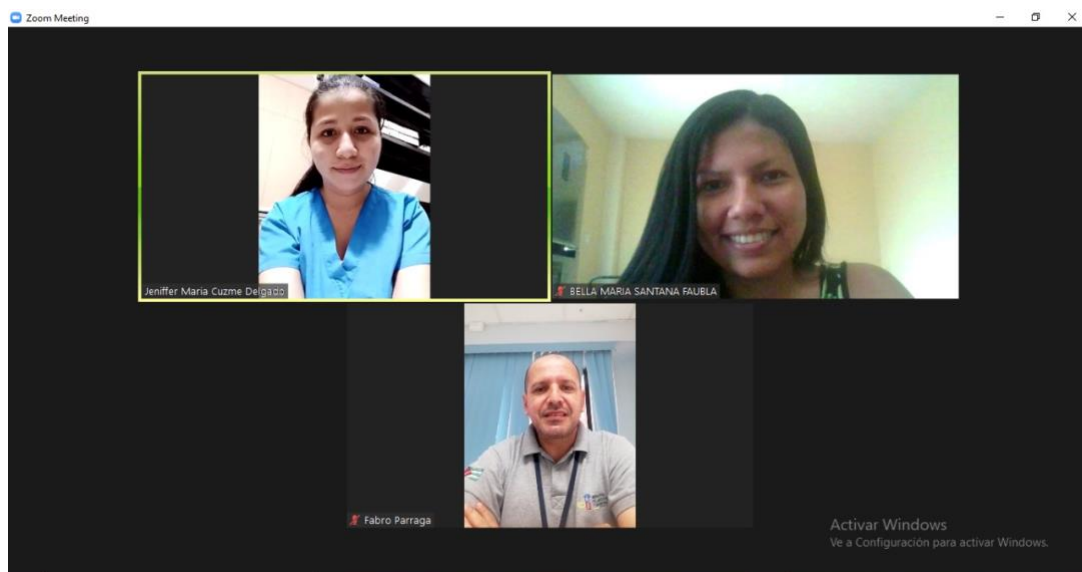 Zoom Meeting
Jeniffer Maria Cuzme Delgado
BELLA MARIA SANTANA FAUBLA
Fabro Parraga
Activar Windows
Ve a Configuración para activar Windows.